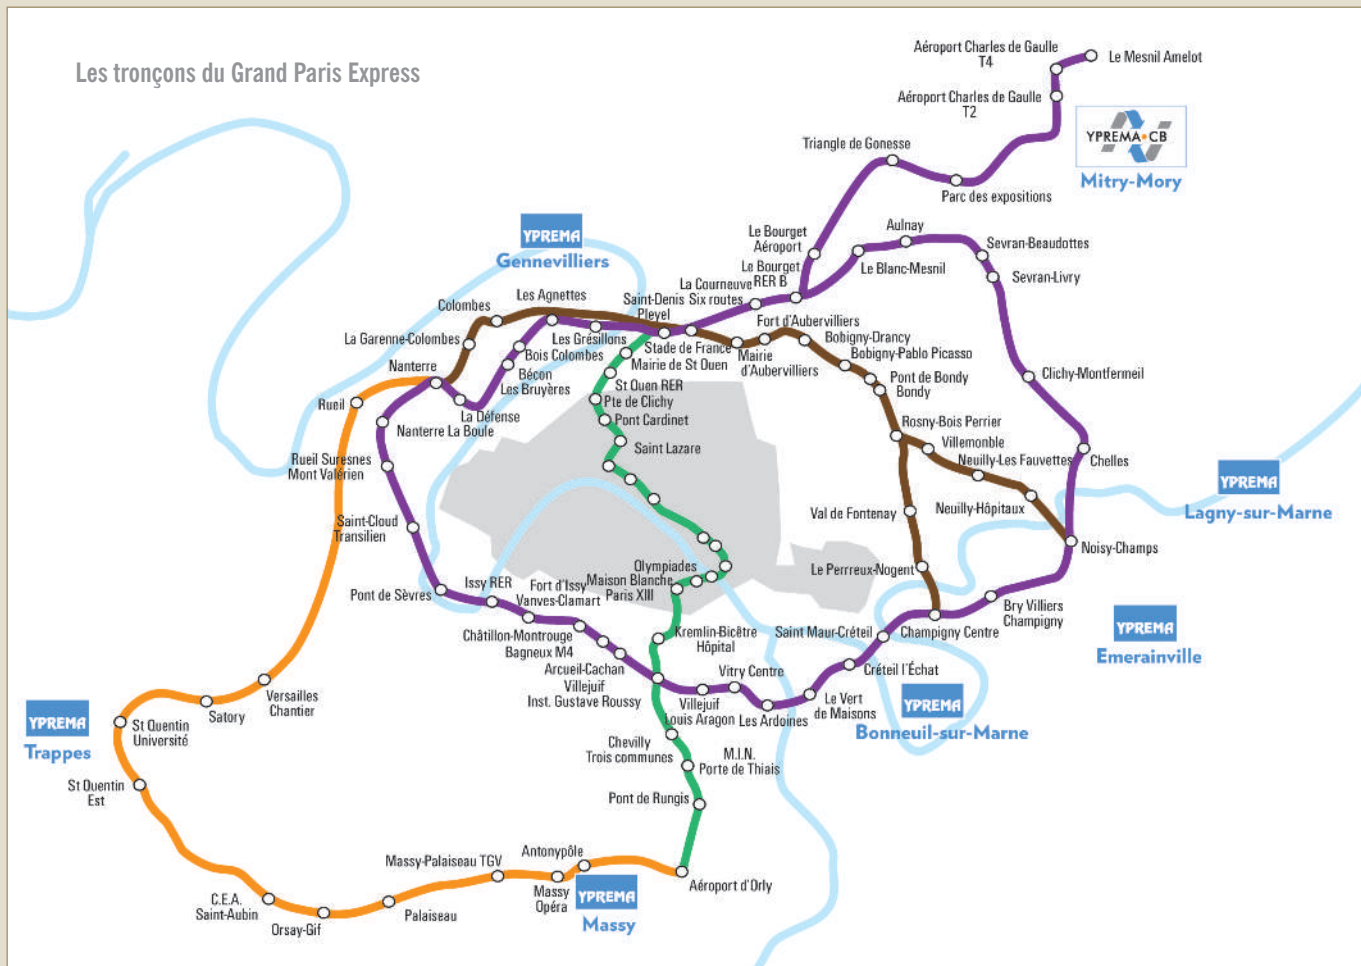 Les tronçons du Grand Paris Express
Aéroport Charles de Gaulle
T4
Le Mesnil Amelot
Aéroport Charles de Gaulle
T2
YPREMA•CB
Mitry-Mory
Triangle de Gonesse
Parc des expositions
YPREMA
Gennevilliers
Le Bourget
Aéroport
Aulnay
Sevran-Beaudottes
Le Bourget
RER B
Le Blanc-Mesnil
Sevran-Livry
La Courneuve
Six routes
Colombes
Les Agnettes
Saint-Denis
Pleyel
La Garenne-Colombes
Les Grésillons
Stade de France
Fort d'Aubervilliers
Mairie
d'Aubervilliers
Bobigny-Drancy
Bobigny-Pablo Picasso
Nanterre
Bois Colombes
Mairie de St Ouen
Bécon
Les Bruyères
St Ouen RER
Pont de Bondy
Bondy
Clichy-Montfermeil
Rueil
La Défense
Pte de Clichy
Nanterre La Boule
Pont Cardinet
Rosny-Bois Perrier
Saint Lazare
Villemonble
Rueil Suresnes
Mont Valérien
Neuilly-Les Fauvettes
Chelles
YPREMA
Lagny-sur-Marne
Saint-Cloud
Transilien
Val de Fontenay
Neuilly-Hôpitaux
Noisy-Champs
Olympiades
Le Perrreux-Nogent
Pont de Sèvres
Issy RER
Fort d'Issy
Vanves-Clamart
Maison Blanche
Paris XIII
Bry Villiers
Champigny
Châtillon-Montrouge
Bagneux M4
Kremlin-Bicêtre
Hôpital
Saint Maur-Créteil
Champigny Centre
YPREMA
Emerainville
Arcueil-Cachan
Villejuif
Inst. Gustave Roussy
Vitry Centre
Créteil l'Échat
Villejuif
Louis Aragon
Les Ardoines
Le Vert
de Maisons
YPREMA
Bonneuil-sur-Marne
Versailles
Chantier
Satory
YPREMA
Trappes
St Quentin
Université
Chevilly
Trois communes
M.I.N.
Porte de Thiais
St Quentin
Est
Pont de Rungis
Antonypôle
Massy-Palaiseau TGV
Aéroport d'Orly
Massy
Opéra
YPREMA
Massy
C.E.A.
Saint-Aubin
Palaiseau
Orsay-Gif